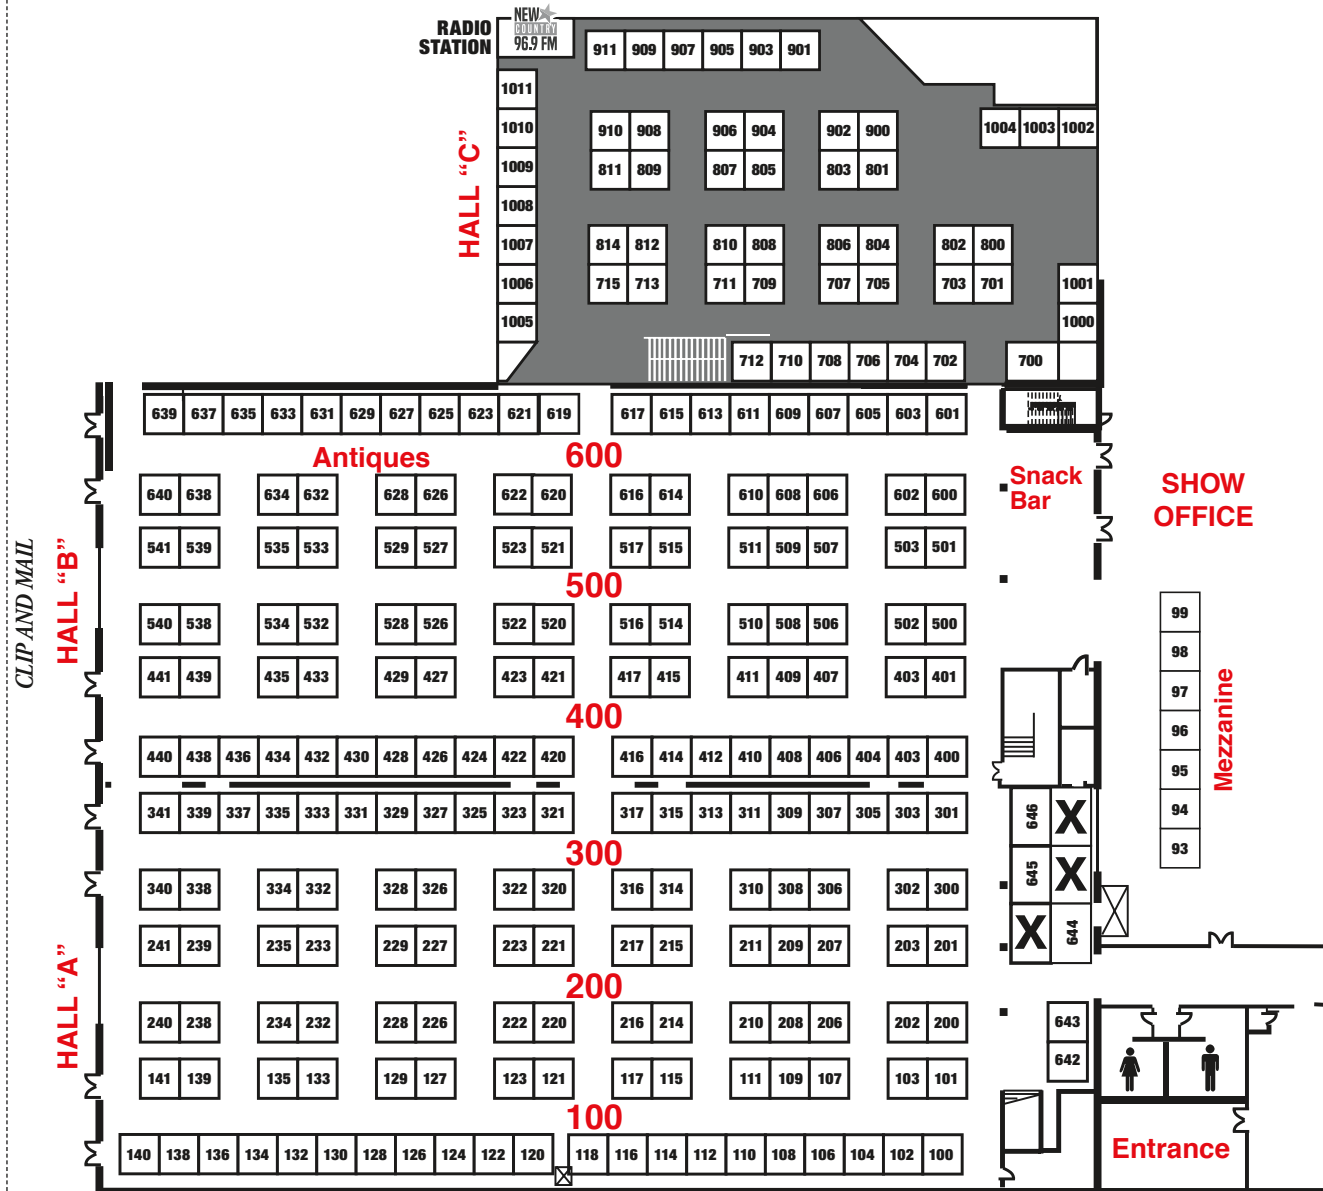 NEW
COUNTRY
96.9 FM
RADIO
STATION
911 909 907 905 903 901
1011
1010
1009
1008
1007
1006
1005
HALL “C”
910 908 906 904 902 900
811 809 807 805 803 801
1004 1003 1002
814 812 810 808 806 804 802 800
715 713 711 709 707 705 703 701
1001
1000
712 710 708 706 704 702 700
639 637 635 633 631 629 627 625 623 621 619 617 615 613 611 609 607 605 603 601
Antiques
600
640 638 634 632 628 626 622 620 616 614 610 608 606 602 600
Snack
Bar
SHOW
OFFICE
541 539 535 533 529 527 523 521 517 515 511 509 507 503 501
CLIP AND MAIL
HALL “B”
500
540 538 534 532 528 526 522 520 516 514 510 508 506 502 500
441 439 435 433 429 427 423 421 417 415 411 409 407 403 401
99
98
97
96
95
94
93
Mezzanine
400
440 438 436 434 432 430 428 426 424 422 420 416 414 412 410 408 406 404 403 400
341 339 337 335 333 331 329 327 325 323 321 317 315 313 311 309 307 305 303 301
646 X
645 X
X 644
300
340 338 334 332 328 326 322 320 316 314 310 308 306 302 300
241 239 235 233 229 227 223 221 217 215 211 209 207 203 201
HALL “A”
200
240 238 234 232 228 226 222 220 216 214 210 208 206 202 200
643
642
141 139 135 133 129 127 123 121 117 115 111 109 107 103 101
100
140 138 136 134 132 130 128 126 124 122 120 118 116 114 112 110 108 106 104 102 100
Entrance